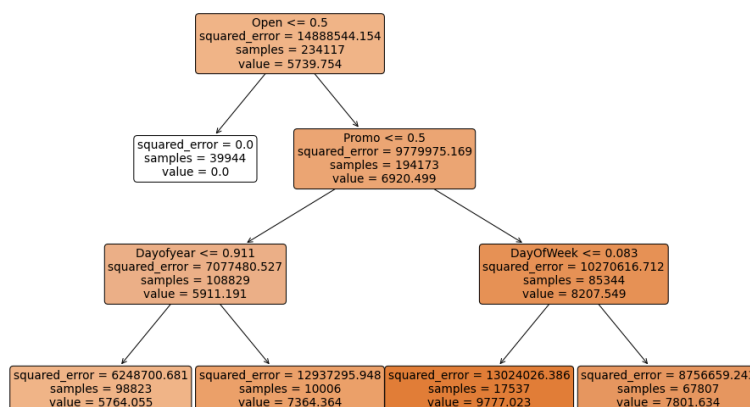 Open <= 0.5
squared_error = 14888544.154
samples = 234117
value = 5739.754
squared_error = 0.0
samples = 39944
value = 0.0
Promo <= 0.5
squared_error = 9779975.169
samples = 194173
value = 6920.499
Dayofyear <= 0.911
squared_error = 7077480.527
samples = 108829
value = 5911.191
DayOfWeek <= 0.083
squared_error = 10270616.712
samples = 85344
value = 8207.549
squared_error = 6248700.681
samples = 98823
value = 5764.055
squared_error = 12937295.948
samples = 10006
value = 7364.364
squared_error = 13024026.386
samples = 17537
value = 9777.023
squared_error = 8756659.24
samples = 67807
value = 7801.634